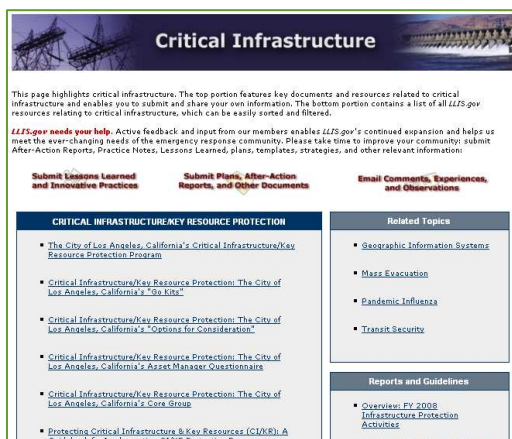 Critical Infrastructure
This page highlights critical infrastructure. The top portion features key documents and resources related to critical
infrastructure and enables you to submit and share your own information. The bottom portion contains a list of all LLIS.gov
resources relating to critical infrastructure, which can be easily sorted and filtered.
LLIS.gov needs your help. Active feedback and input from our members enables LLIS.gov's continued expansion and helps us
meet the ever-changing needs of the emergency response community. Please take time to improve your community: submit
After-Action Reports, Practice Notes, Lessons Learned, plans, templates, strategies, and other relevant information:
Submit Lessons Learned
and Innovative Practices
Submit Plans, After-Action
Reports, and Other Documents
Email Comments, Experiences,
and Observations
CRITICAL INFRASTRUCTURE/KEY RESOURCE PROTECTION
The City of Los Angeles, California's Critical Infrastructure/Key
Resource Protection Program
Critical Infrastructure/Key Resource Protection: The City of
Los Angeles, California's "Go Kits"
Critical Infrastructure/Key Resource Protection: The City of
Los Angeles, California's "Options for Consideration"
Critical Infrastructure/Key Resource Protection: The City of
Los Angeles, California's Asset Manager Questionnaire
Critical Infrastructure/Key Resource Protection: The City of
Los Angeles, California's Core Group
Protecting Critical Infrastructure & Key Resources (CI/KR): A
Related Topics
Geographic Information Systems
Mass Evacuation
Pandemic Influenza
Transit Security
Reports and Guidelines
Overview: FY 2008
Infrastructure Protection
Activities